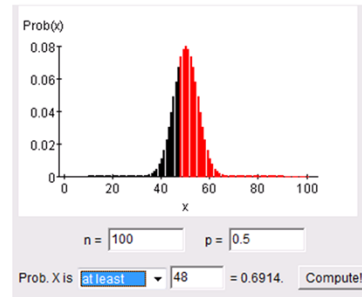 Prob(x)
0.08
0.06
0.04
0.02
0
0 20 40 60 80 100
x
n = 100 p = 0.5
Prob. X is at least 48 = 0.6914. Compute!